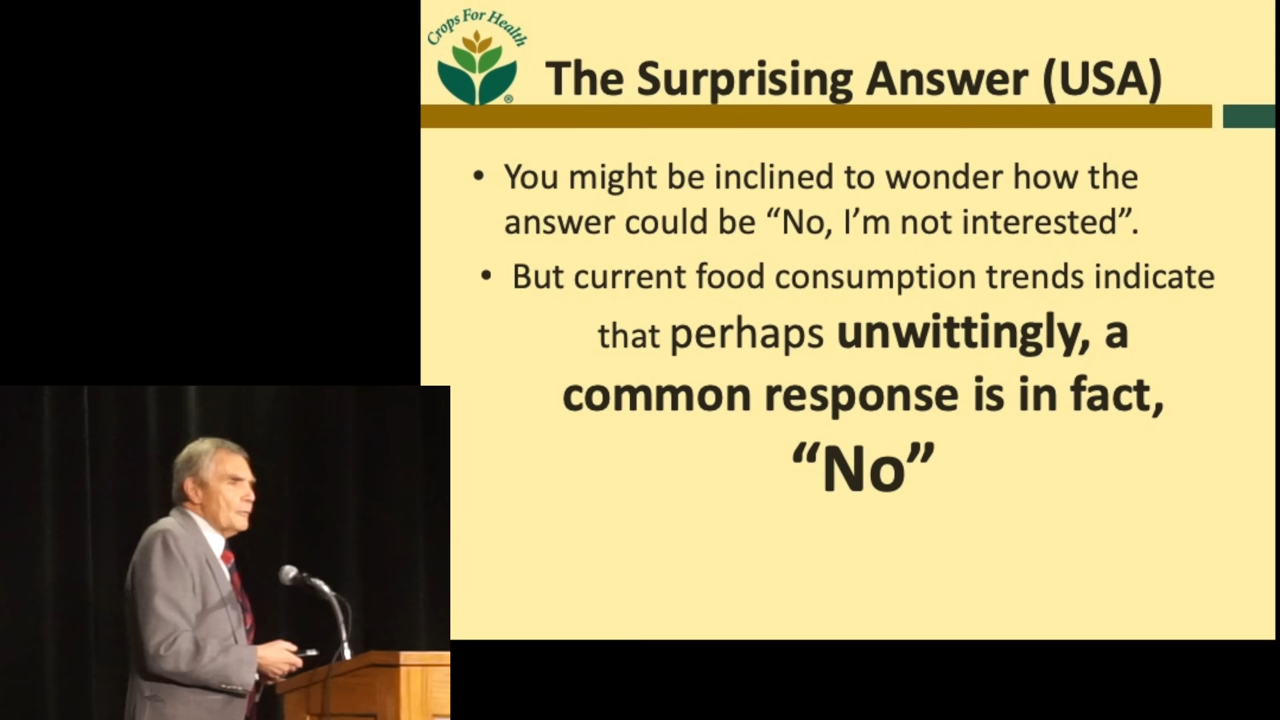 Crops For Health
®
The Surprising Answer (USA)
• You might be inclined to wonder how the
answer could be “No, I’m not interested”.
• But current food consumption trends indicate
that perhaps unwittingly, a
common response is in fact,
“No”